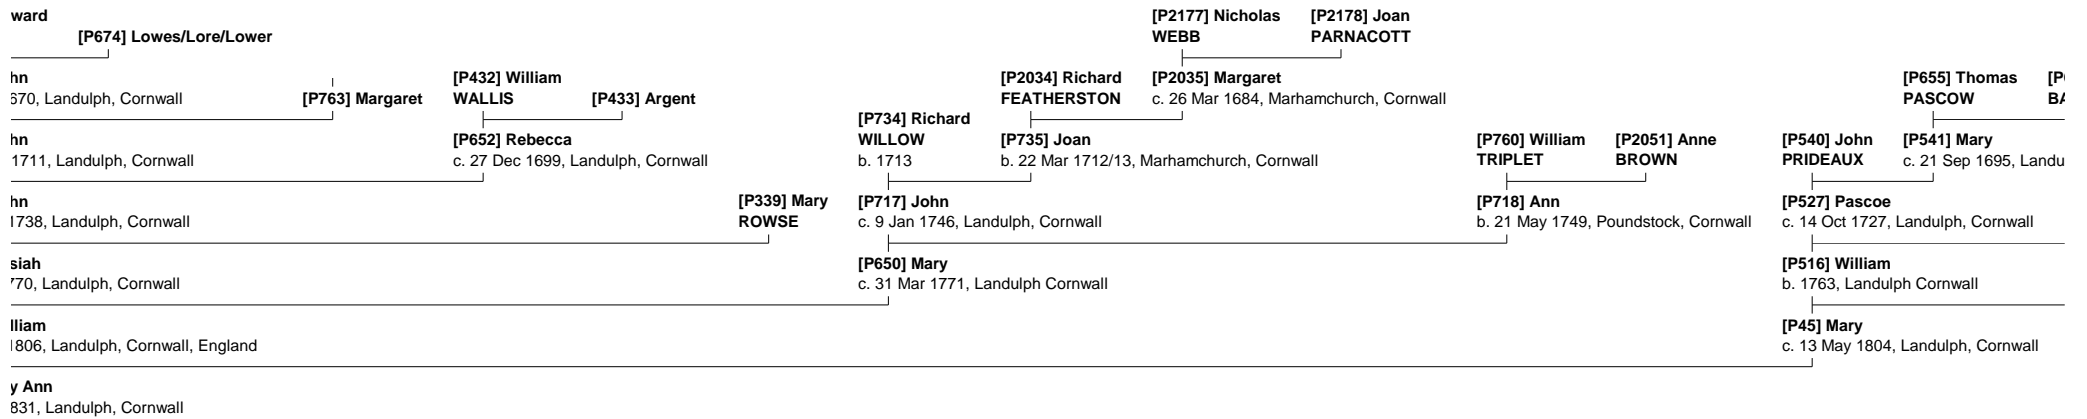 ward
[P674] Lowes/Lore/Lower
[P2177] Nicholas
WEBB
[P2178] Joan
PARNACOTT
hn
670, Landulph, Cornwall
[P763] Margaret
[P432] William
WALLIS
[P433] Argent
[P2034] Richard
FEATHERSTON
[P2035] Margaret
c. 26 Mar 1684, Marhamchurch, Cornwall
[P655] Thomas
PASCOW
[P
BA
hn
1711, Landulph, Cornwall
[P652] Rebecca
c. 27 Dec 1699, Landulph, Cornwall
[P734] Richard
WILLOW
b. 1713
[P735] Joan
b. 22 Mar 1712/13, Marhamchurch, Cornwall
[P760] William
TRIPLET
[P2051] Anne
BROWN
[P540] John
PRIDEAUX
[P541] Mary
c. 21 Sep 1695, Landu
hn
1738, Landulph, Cornwall
[P339] Mary
ROWSE
[P717] John
c. 9 Jan 1746, Landulph, Cornwall
[P718] Ann
b. 21 May 1749, Poundstock, Cornwall
[P527] Pascoe
c. 14 Oct 1727, Landulph, Cornwall
siah
770, Landulph, Cornwall
[P650] Mary
c. 31 Mar 1771, Landulph Cornwall
[P516] William
b. 1763, Landulph Cornwall
lliam
1806, Landulph, Cornwall, England
[P45] Mary
c. 13 May 1804, Landulph, Cornwall
y Ann
831, Landulph, Cornwall